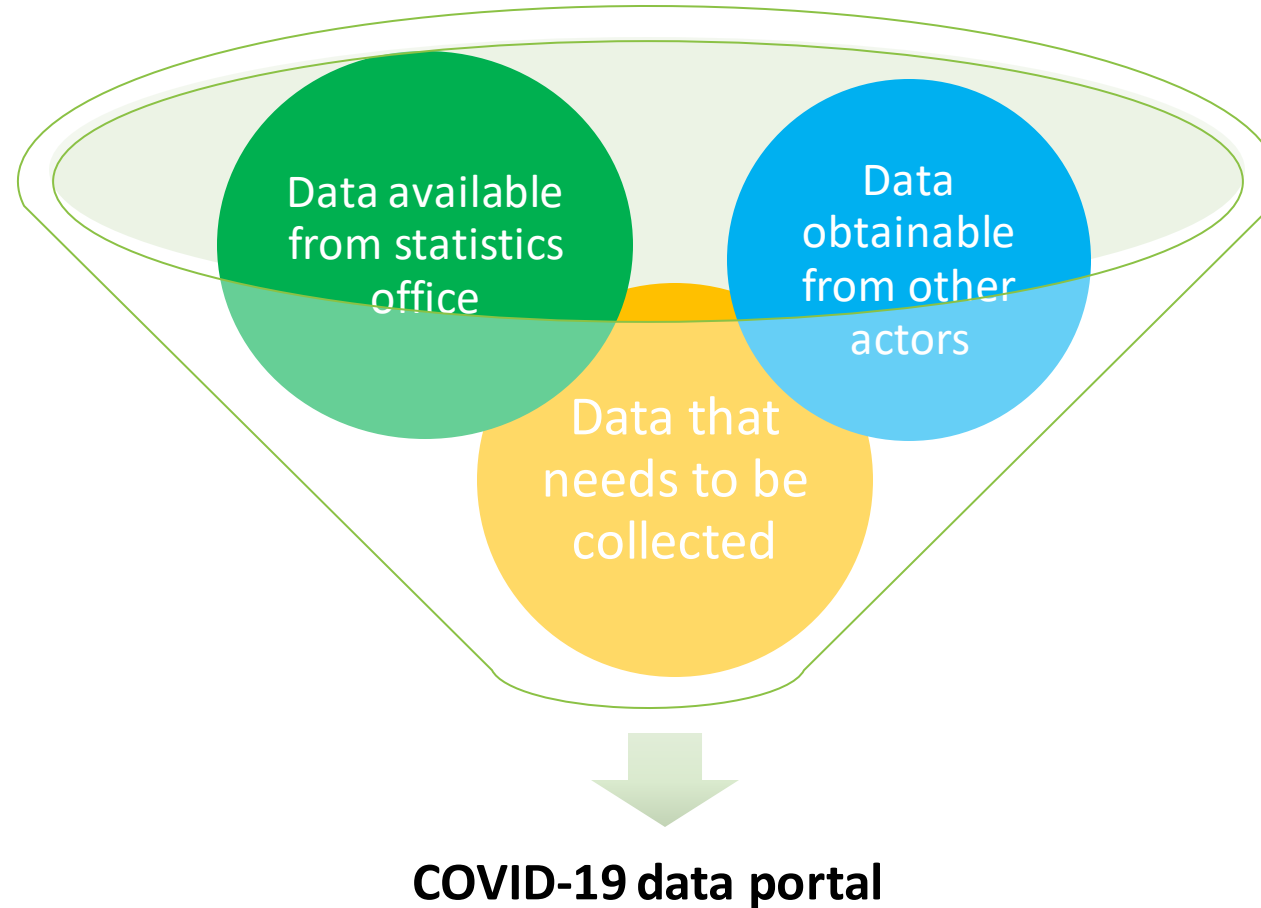 Data available
from statistics
office
Data
obtainable
from other
actors
Data that
needs to be
collected
COVID-19 data portal